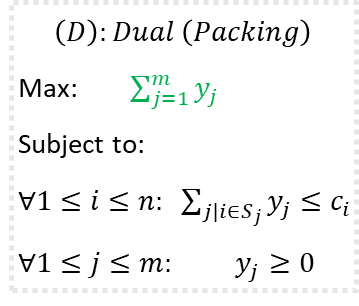 (D): Dual (Packing)
Max: ∑_{j=1}^{m} y_j
Subject to:
∀1 ≤ i ≤ n: ∑_{j|i∈S_j} y_j ≤ c_i
∀1 ≤ j ≤ m: y_j ≥ 0